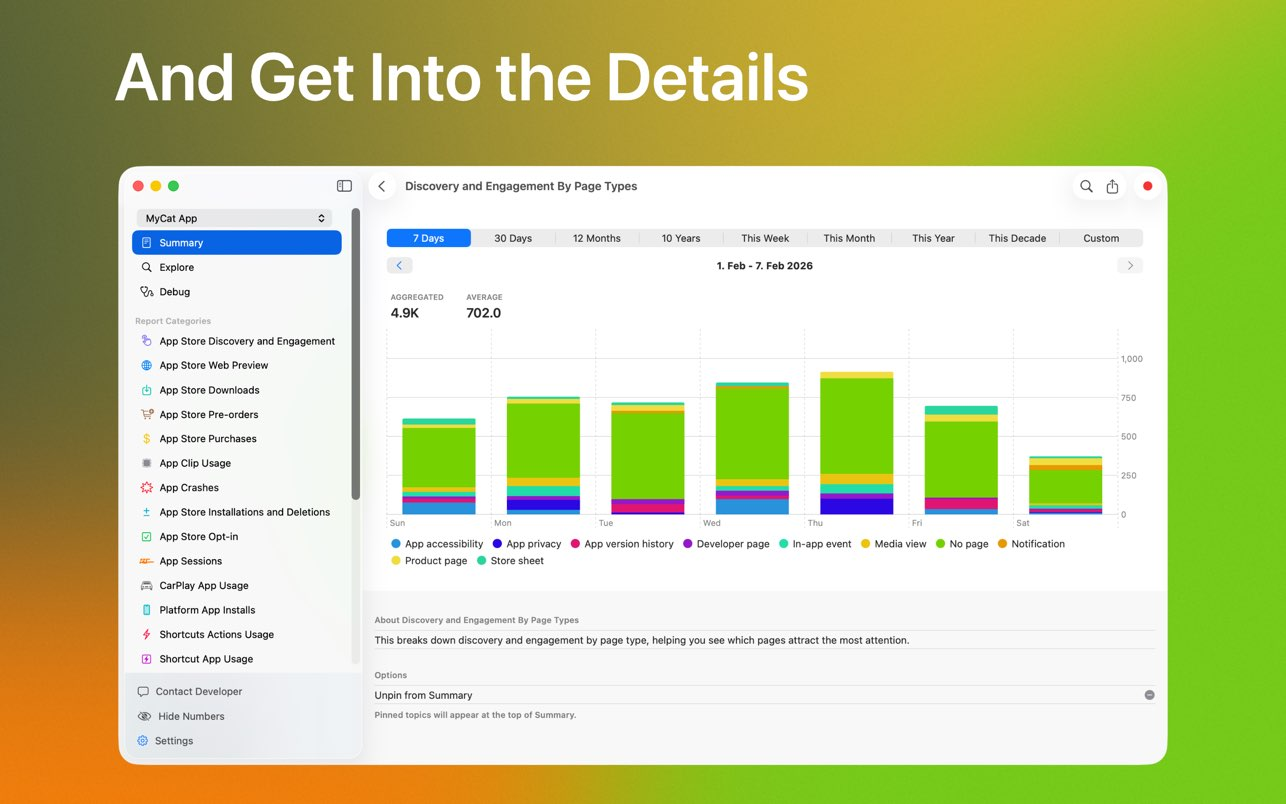 And Get Into the Details
MyCat App
Summary
Explore
Debug
Report Categories
App Store Discovery and Engagement
App Store Web Preview
App Store Downloads
App Store Pre-orders
App Store Purchases
App Clip Usage
App Crashes
App Store Installations and Deletions
App Store Opt-in
App Sessions
CarPlay App Usage
Platform App Installs
Shortcuts Actions Usage
Shortcut App Usage
Contact Developer
Hide Numbers
Settings
Discovery and Engagement By Page Types
7 Days 30 Days 12 Months 10 Years This Week This Month This Year This Decade Custom
1. Feb - 7. Feb 2026
AGGREGATED AVERAGE
4.9K 702.0
1,000
750
500
250
0
Sun Mon Tue Wed Thu Fri Sat
App accessibility App privacy App version history Developer page In-app event Media view No page Notification
Product page Store sheet
About Discovery and Engagement By Page Types
This breaks down discovery and engagement by page type, helping you see which pages attract the most attention.
Options
Unpin from Summary
Pinned topics will appear at the top of Summary.